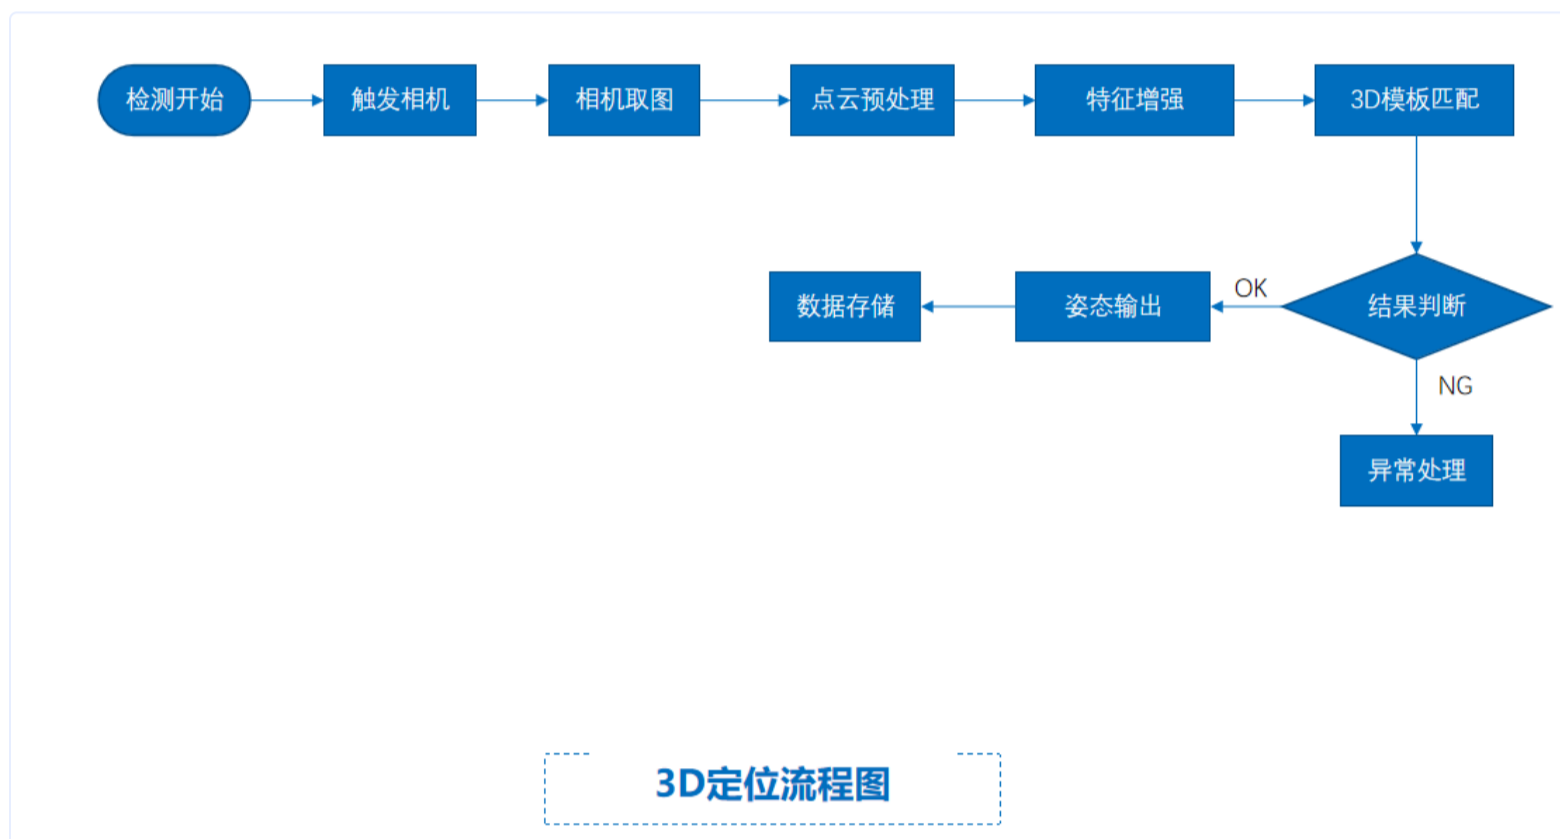 检测开始
触发相机
相机取图
点云预处理
特征增强
3D模板匹配
结果判断
OK
姿态输出
数据存储
NG
异常处理
3D定位流程图